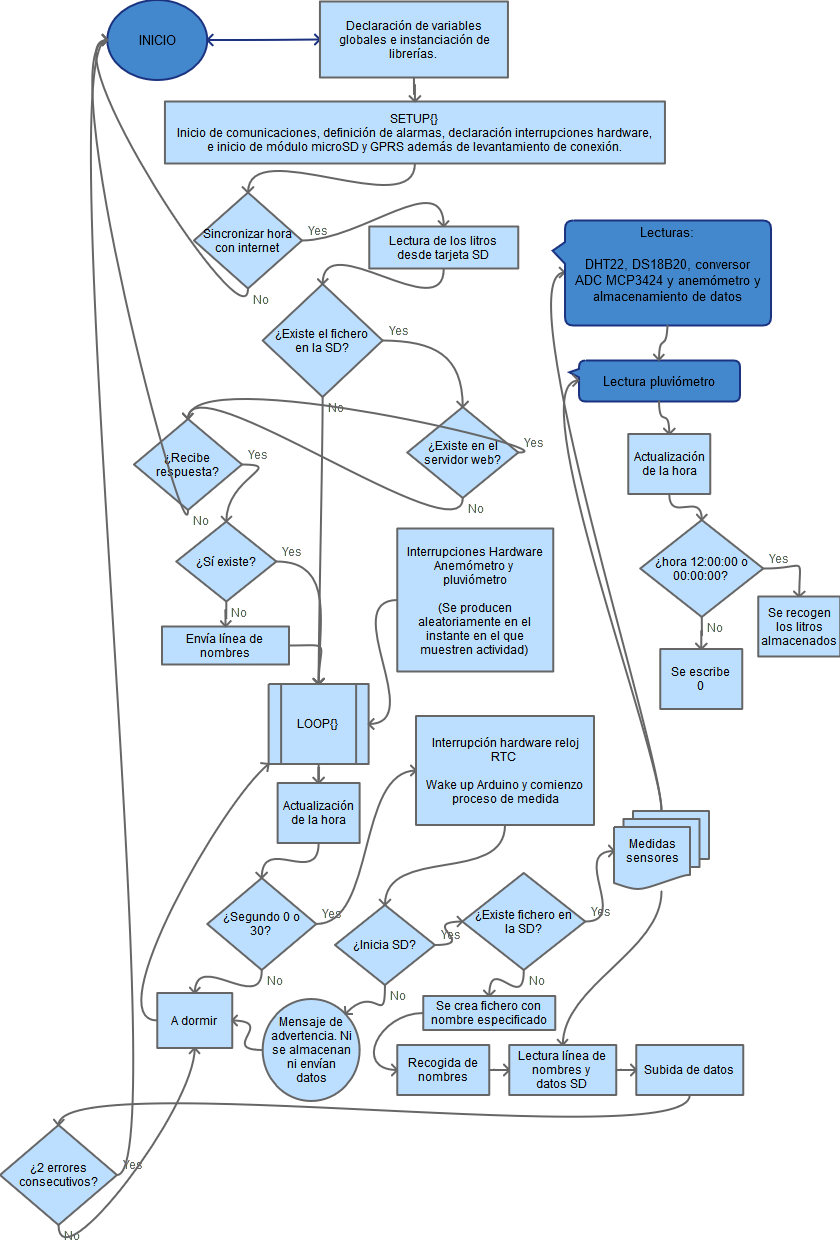 INICIO
Declaración de variables
globales e instanciación de
librerías.
SETUP{}
Inicio de comunicaciones, definición de alarmas, declaración interrupciones hardware,
e inicio de módulo microSD y GPRS además de levantamiento de conexión.
Sincronizar hora
con internet
Yes
No
Lectura de los litros
desde tarjeta SD
¿Existe el fichero
en la SD?
Yes
No
¿Existe en el
servidor web?
Yes
No
¿Recibe
respuesta?
Yes
No
¿Sí existe?
Yes
No
Envía línea de
nombres
Interrupciones Hardware
Anemómetro y
pluviómetro
(Se producen
aleatoriamente en el
instante en el que
muestren actividad)
Lecturas:
DHT22, DS18B20, conversor
ADC MCP3424 y anemómetro y
almacenamiento de datos
Lectura pluviómetro
Actualización
de la hora
¿hora 12:00:00 o
00:00:00?
Yes
No
Se recogen
los litros
almacenados
Se escribe
0
LOOP{}
Actualización
de la hora
¿Segundo 0 o
30?
Yes
No
Interrupción hardware reloj
RTC
Wake up Arduino y comienzo
proceso de medida
¿Inicia SD?
Yes
No
¿Existe fichero en
la SD?
Yes
No
Medidas
sensores
A dormir
Mensaje de
advertencia. Ni
se almacenan
ni envían
datos
Se crea fichero con
nombre especificado
Recogida de
nombres
Lectura línea de
nombres y
datos SD
Subida de datos
¿2 errores
consecutivos?
Yes
No